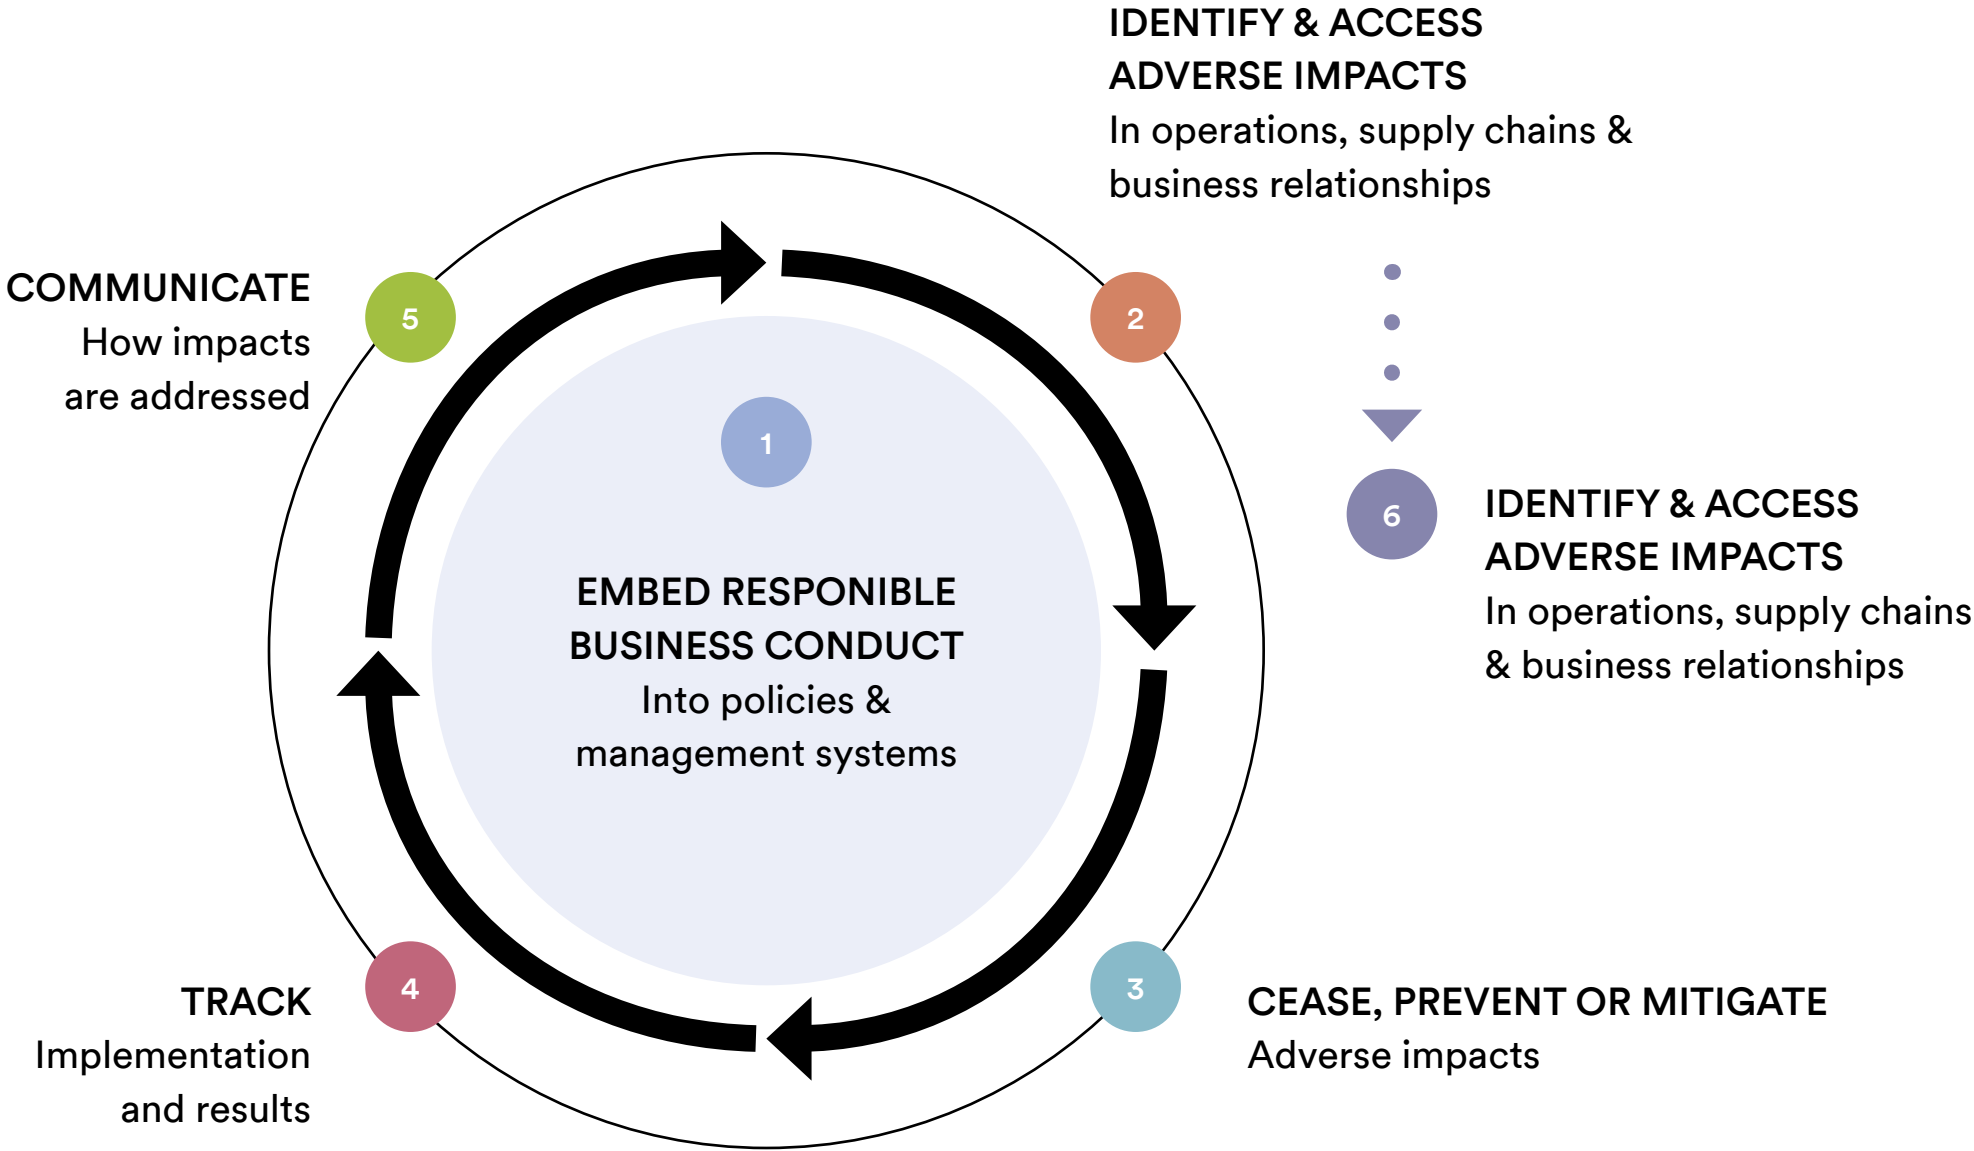 IDENTIFY & ACCESS
ADVERSE IMPACTS
In operations, supply chains &
business relationships
COMMUNICATE
How impacts
are addressed
5
2
1
6
IDENTIFY & ACCESS
ADVERSE IMPACTS
In operations, supply chains
& business relationships
EMBED RESPONIBLE
BUSINESS CONDUCT
Into policies &
management systems
4
TRACK
Implementation
and results
3
CEASE, PREVENT OR MITIGATE
Adverse impacts